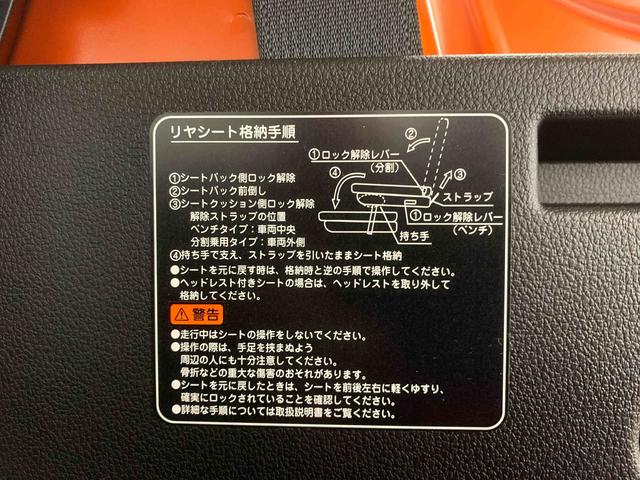 リヤシート格納手順
②
①ロック解除レバー
(分割)
③
④
ストラップ
①ロック解除レバー
(ベンチ)
持ち手
①シートバック側ロック解除
②シートバック前倒し
③シートクッション側ロック解除
解除ストラップの位置
ベンチタイプ：車両中央
分割乗用タイプ：車両外側
④持ち手で支え、ストラップを引いたままシート格納
●シートを元に戻す時は、格納時と逆の手順で操作してください。
●ヘッドレスト付きシートの場合は、ヘッドレストを取り外して
格納してください。
警告
●走行中はシートの操作をしないでください。
●操作の際は、手足を挟まぬよう
周辺の人にも十分注意してください。
骨折などの重大な傷害のおそれがあります。
●シートを元に戻したときは、シートを前後左右に軽くゆすり、
確実にロックされていることを確認してください。
●詳細な手順については取扱説明書をご覧ください。